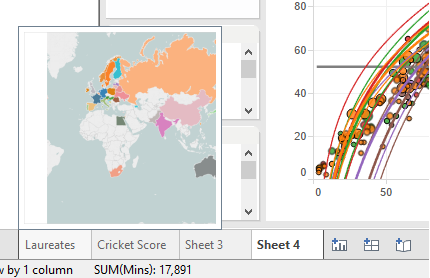 80
60
40
20
0
0
50
Laureates
Cricket Score
Sheet 3
Sheet 4
w by 1 column
SUM(Mins): 17,891